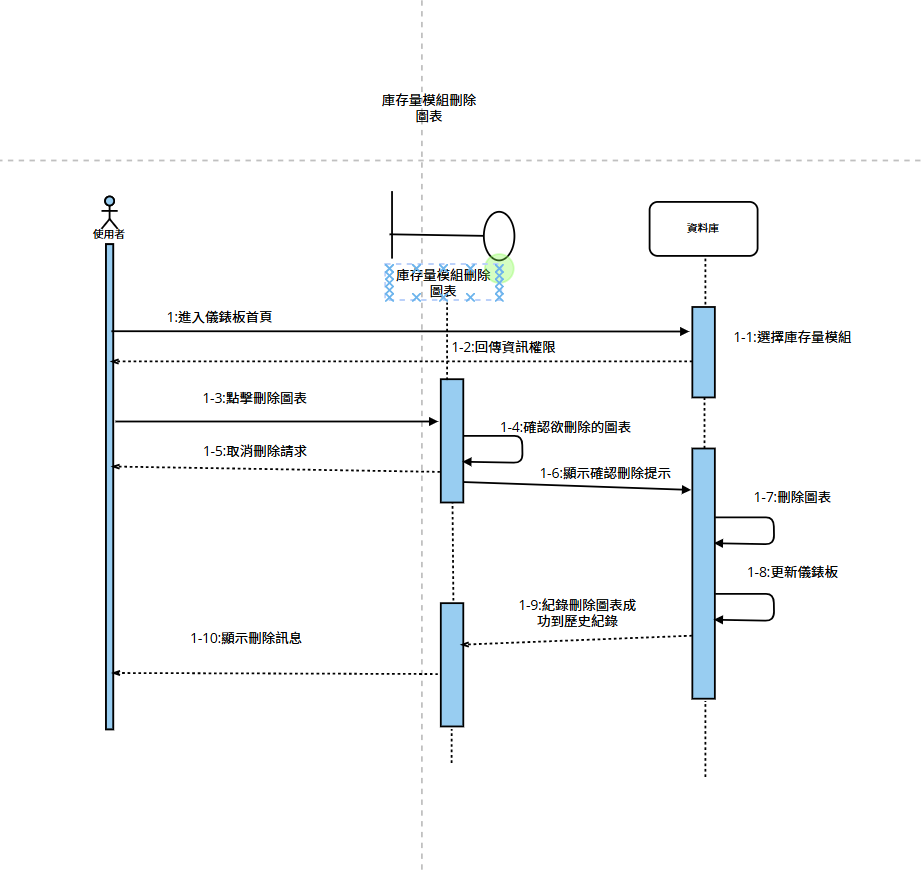 庫存量模組刪除
圖表
使用者
庫存量模組刪除
圖表
資料庫
1:進入儀錶板首頁
1-1:選擇庫存量模組
1-2:回傳資訊權限
1-3:點擊刪除圖表
1-4:確認欲刪除的圖表
1-5:取消刪除請求
1-6:顯示確認刪除提示
1-7:刪除圖表
1-8:更新儀錶板
1-9:紀錄刪除圖表成
功到歷史紀錄
1-10:顯示刪除訊息